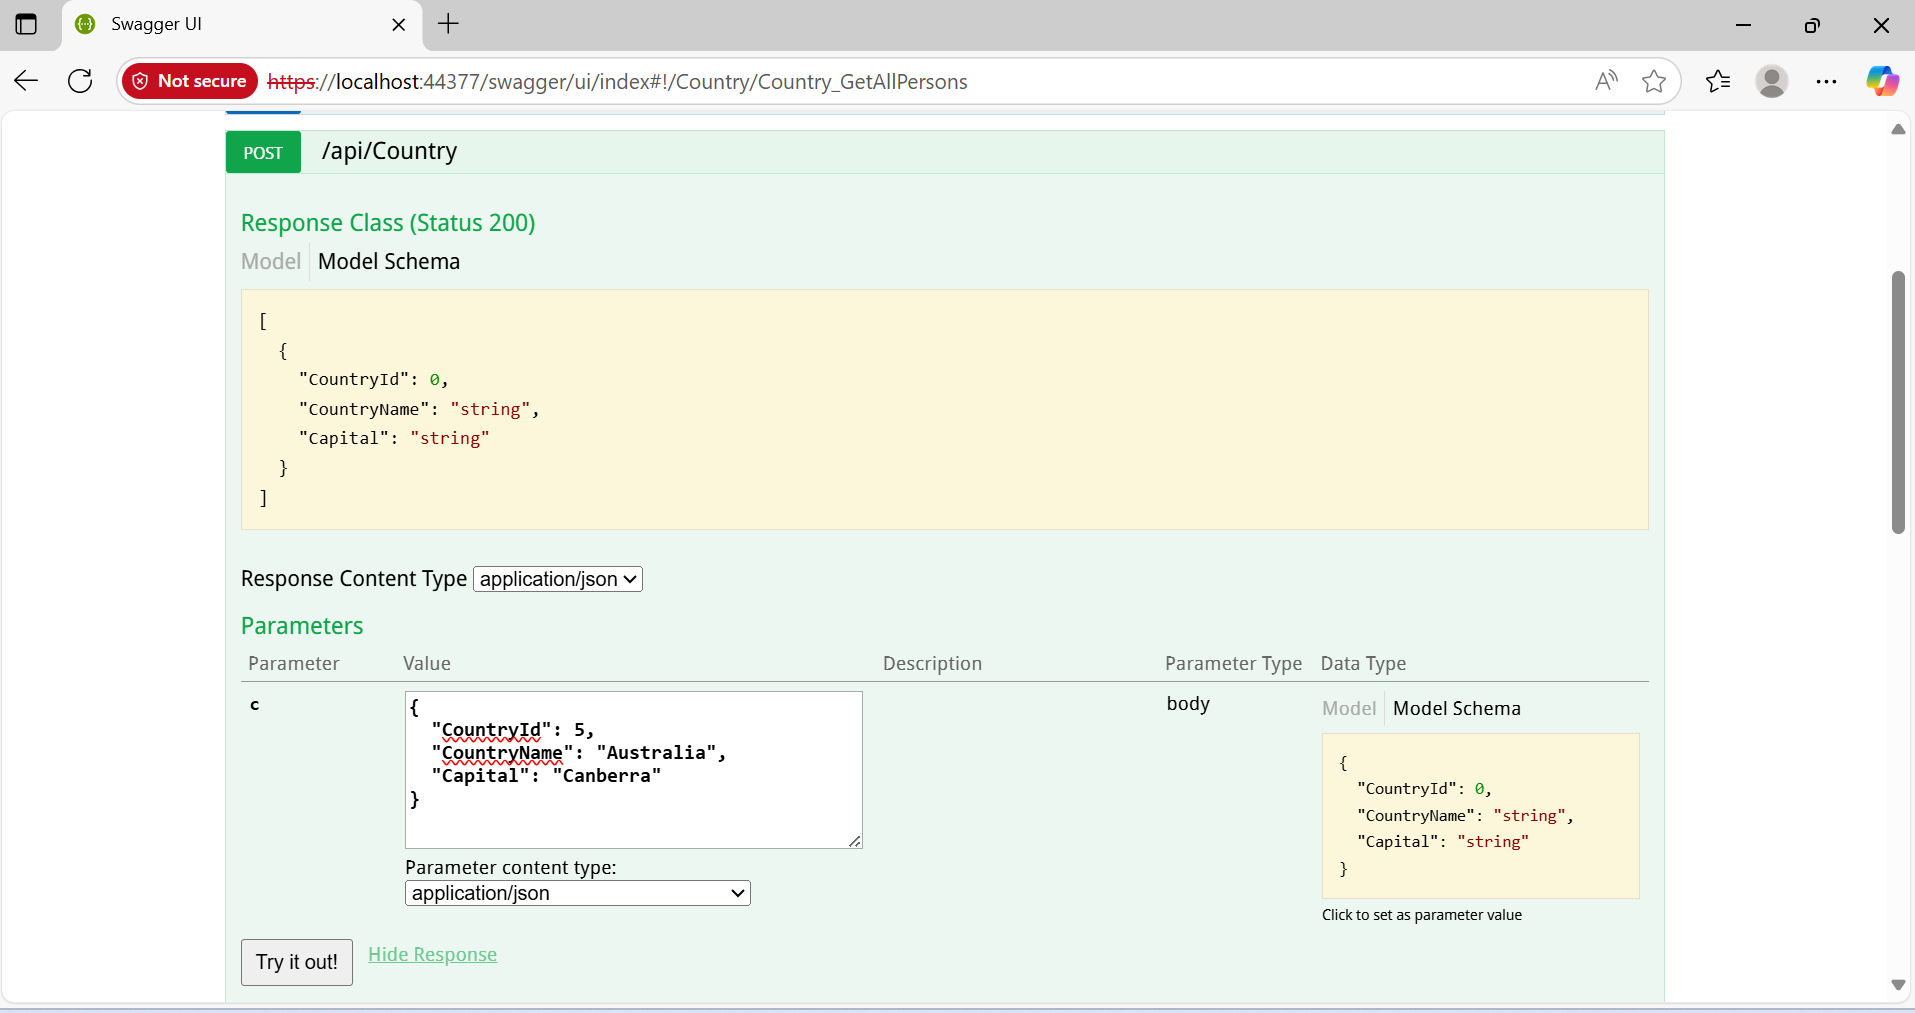 Swagger UI
Not secure https://localhost:44377/swagger/ui/index#!/Country/Country_GetAllPersons
POST /api/Country
Response Class (Status 200)
Model Model Schema
[
{
"CountryId": 0,
"CountryName": "string",
"Capital": "string"
}
]
Response Content Type application/json
Parameters
Parameter Value Description Parameter Type Data Type
c
{
"CountryId": 5,
"CountryName": "Australia",
"Capital": "Canberra"
}
Parameter content type:
application/json
body
Model Model Schema
{
"CountryId": 0,
"CountryName": "string",
"Capital": "string"
}
Click to set as parameter value
Try it out! Hide Response